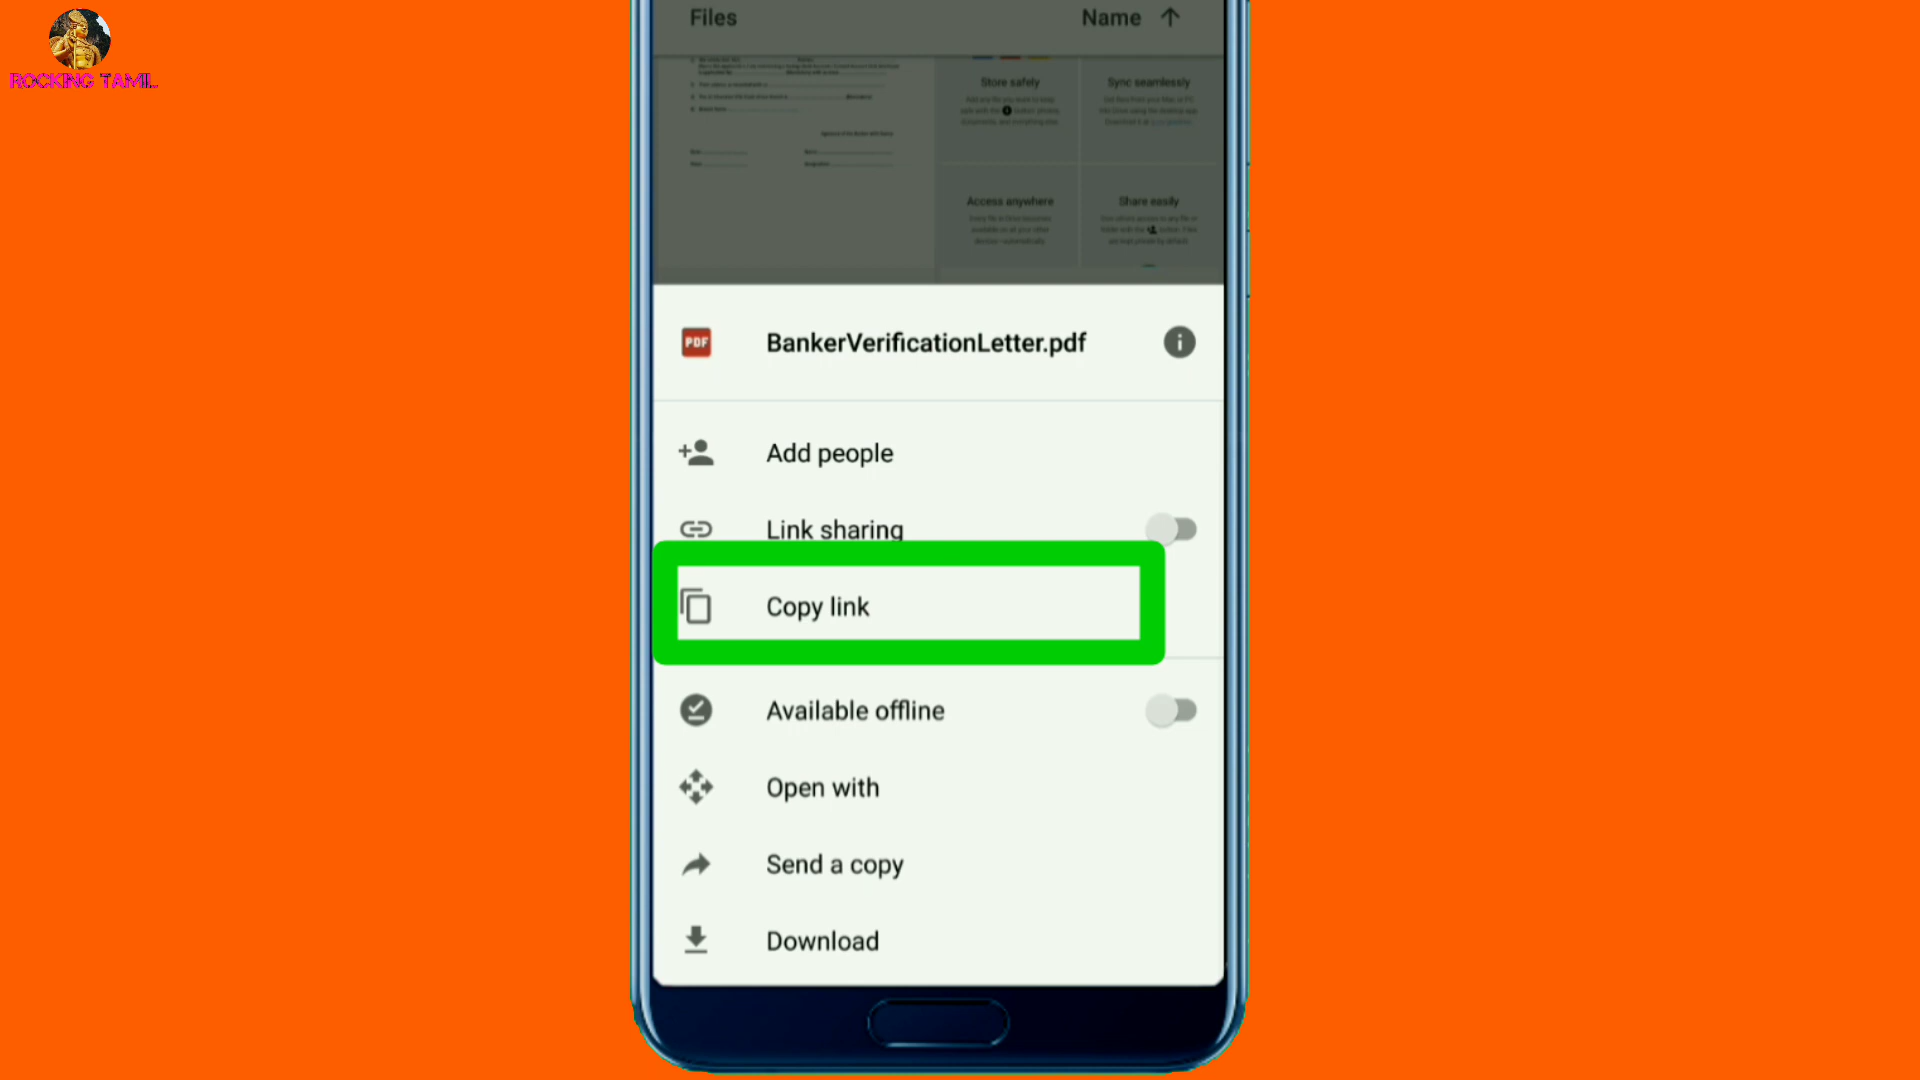 ROCKING TAMIL
Files
Name
Store safely
Sync seamlessly
Access anywhere
Share easily
PDF
BankerVerificationLetter.pdf
Add people
Link sharing
Copy link
Available offline
Open with
Send a copy
Download